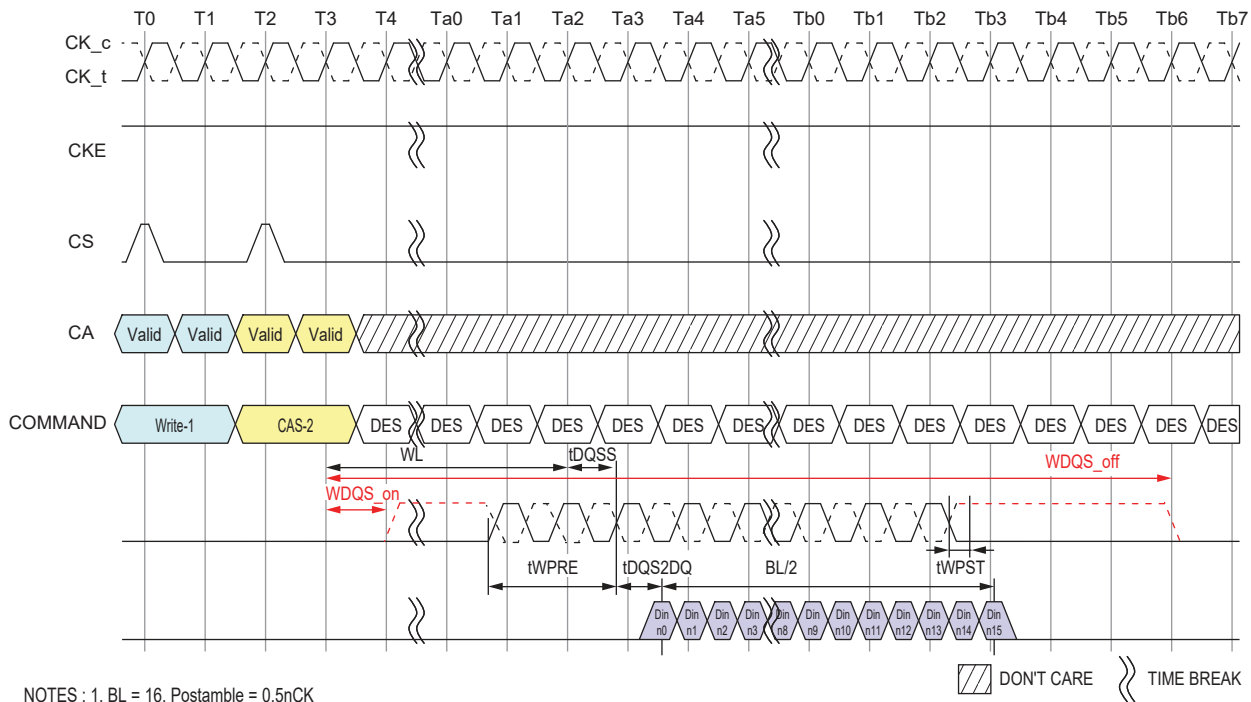 T0 T1 T2 T3 T4 Ta0 Ta1 Ta2 Ta3 Ta4 Ta5 Tb0 Tb1 Tb2 Tb3 Tb4 Tb5 Tb6 Tb7
CK_c
CK_t
CKE
CS
CA Valid Valid Valid Valid
COMMAND Write-1 CAS-2 DES DES DES DES DES DES DES DES DES DES DES DES DES DES DES
WL tDQSS WDQS_off
WDQS_on
tWPRE tDQS2DQ BL/2 tWPST
Din Din Din Din Din Din Din Din Din Din Din Din
n0 n1 n2 n3 n8 n9 n10 n11 n12 n13 n14 n15
DON'T CARE TIME BREAK
NOTES : 1. BL = 16, Postamble = 0.5nCK